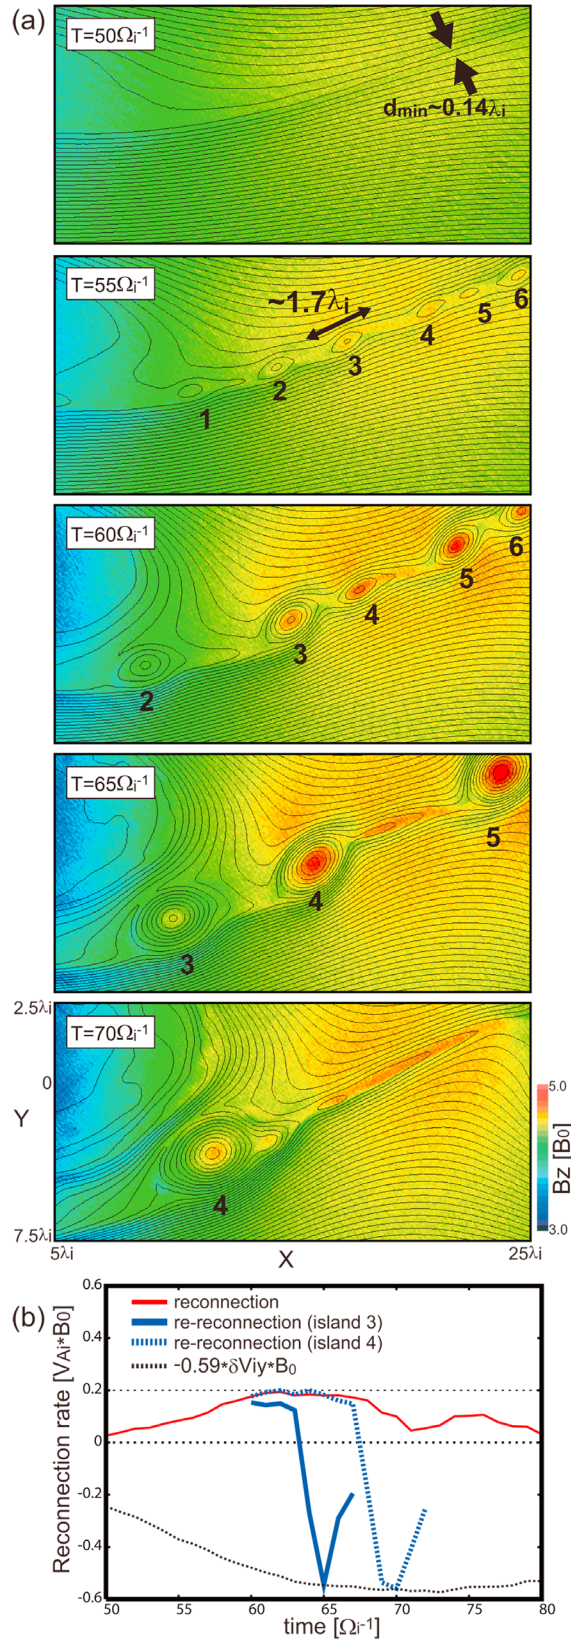 (a)
T=50Ωi-1
dmin~0.14λi
T=55Ωi-1
~1.7λi
1
2
3
4
5
6
T=60Ωi-1
2
3
4
5
6
T=65Ωi-1
3
4
5
2.5λi
T=70Ωi-1
0
Y
4
7.5λi
5λi
X
25λi
5.0
Bz [B0]
3.0
(b)
0.6
0.4
0.2
0
-0.2
-0.4
-0.6
Reconnection rate [VAi*B0]
reconnection
re-reconnection (island 3)
re-reconnection (island 4)
-0.59*δViy*B0
50
55
60
65
70
75
80
time [Ωi-1]